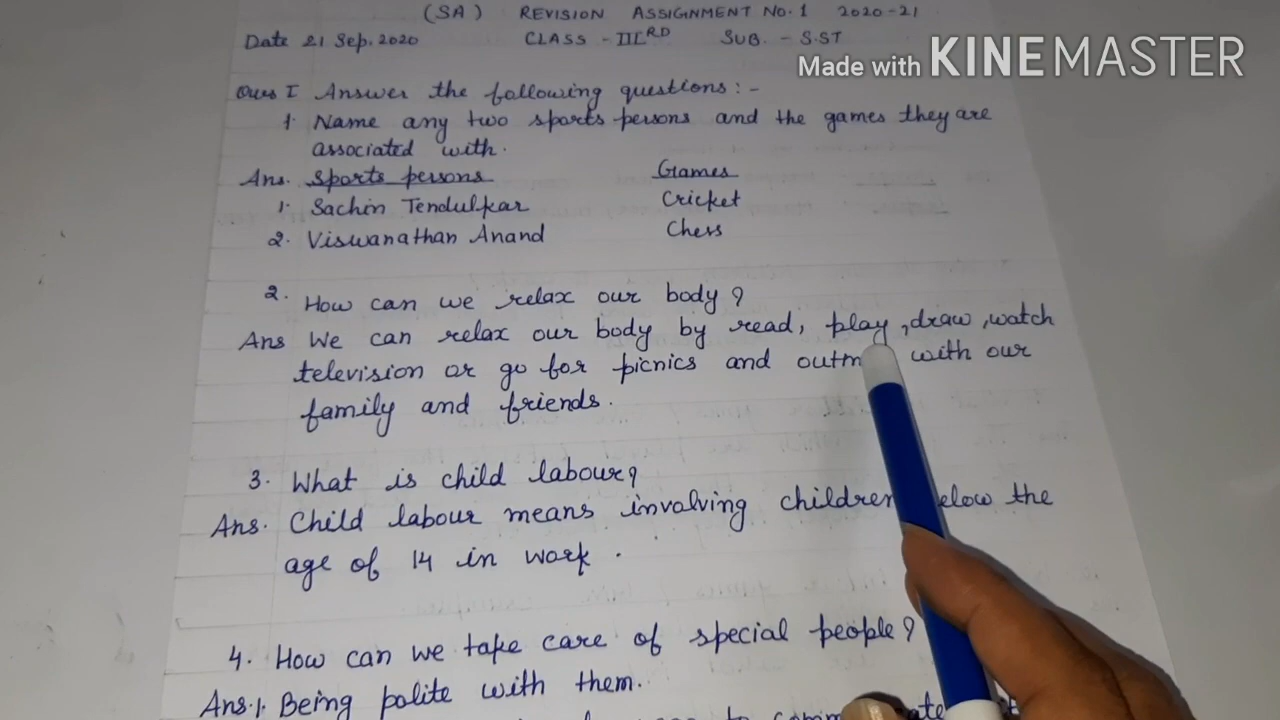 (SA) REVISION ASSIGNMENT NO.1 2020-21
Date 21 Sep. 2020 CLASS - IIIRD SUB. - S.ST
Made with KINEMASTER
Ques I Answer the following questions :-
1. Name any two sports persons and the games they are
associated with.
Ans. Sports persons Games
1. Sachin Tendulkar Cricket
2. Viswanathan Anand Chess
2. How can we relax our body?
Ans We can relax our body by read, play, draw, watch
television or go for picnics and with our
family and friends.
3. What is child labour?
Ans. Child labour means involving children the
age of 14 in work.
4. How can we take care of special people?
Ans.1. Being polite with them.
to